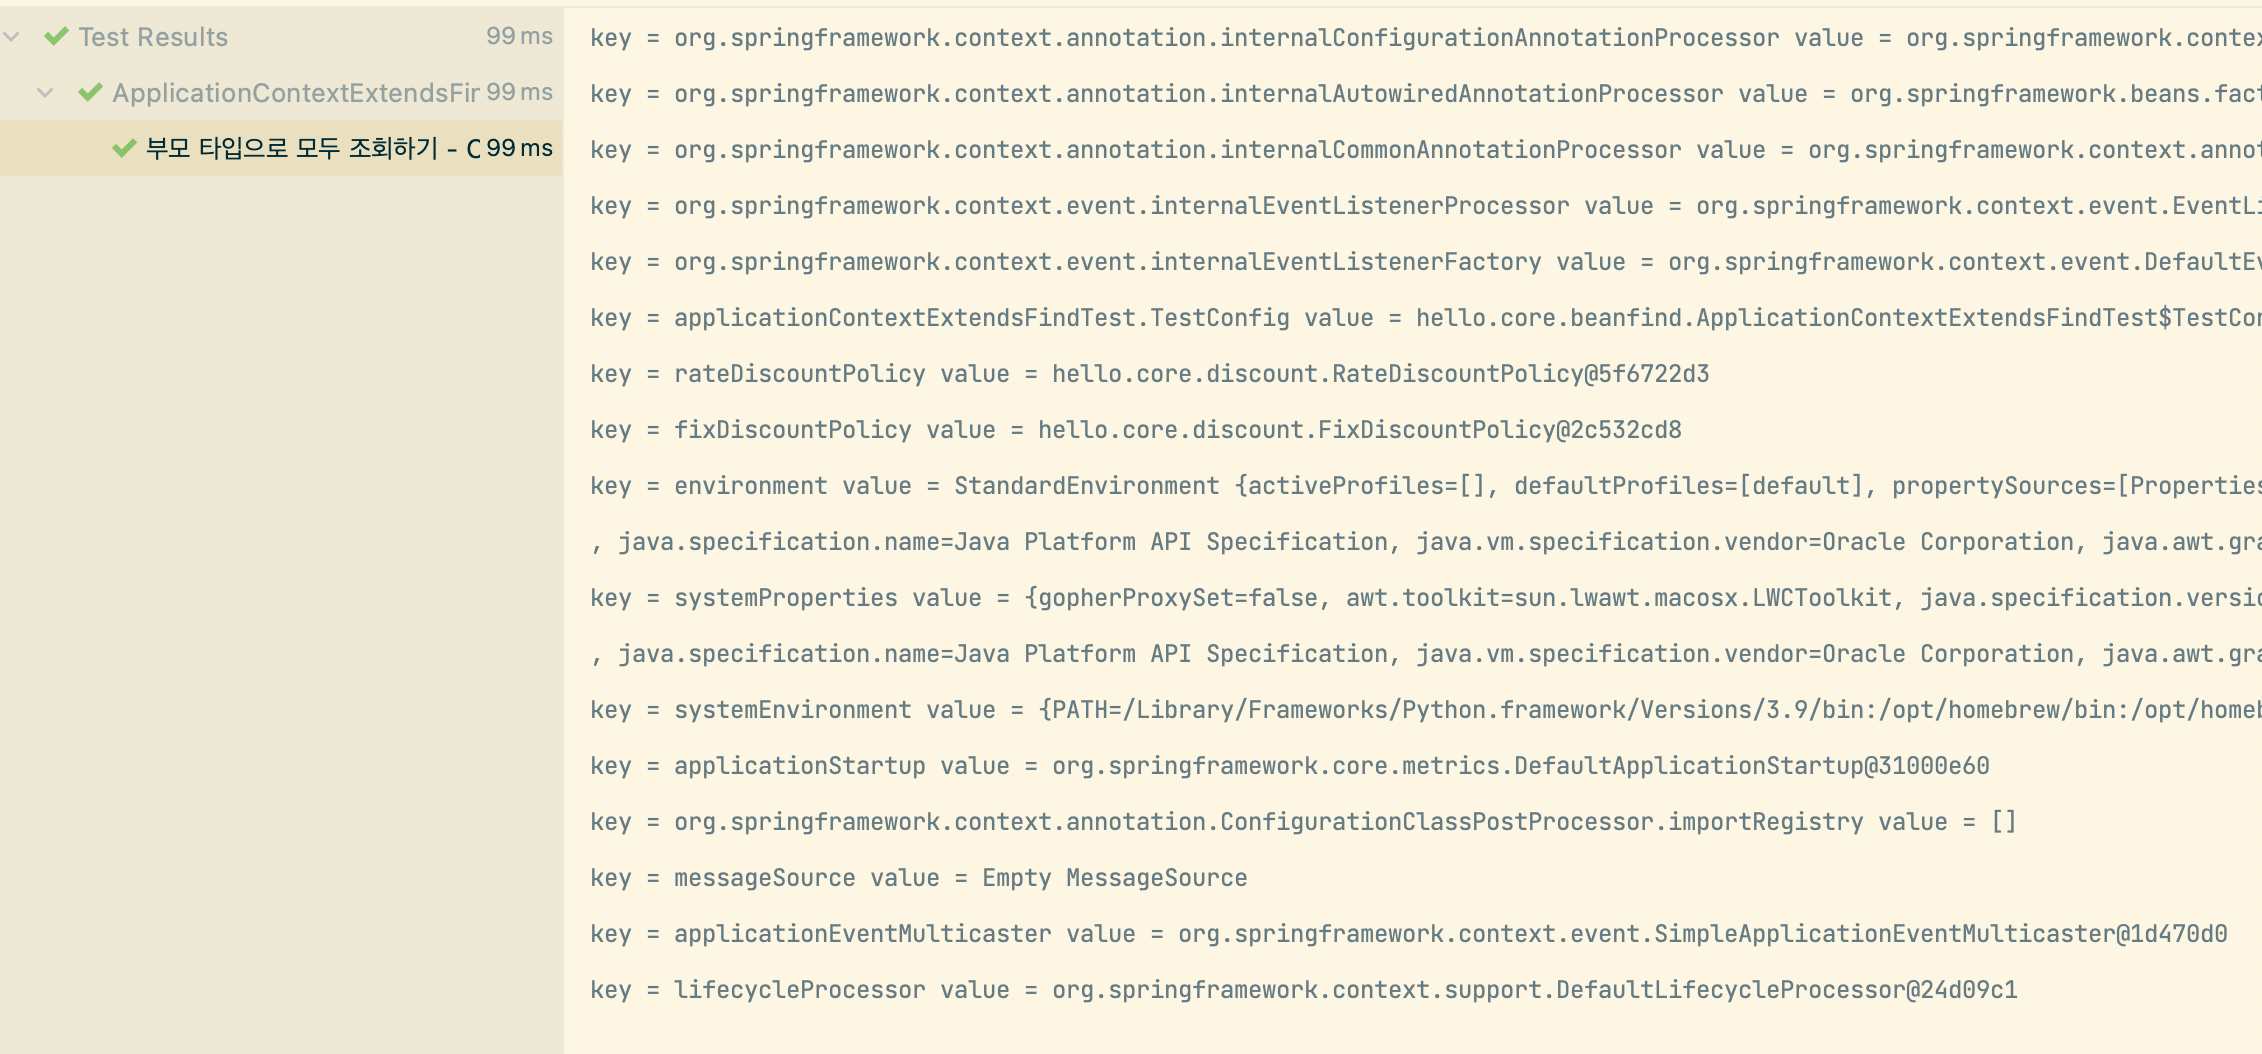 Test Results 99 ms
ApplicationContextExtendsFir 99 ms
부모 타입으로 모두 조회하기 - O 99 ms
key = org.springframework.context.annotation.internalConfigurationAnnotationProcessor value = org.springframework.contex
key = org.springframework.context.annotation.internalAutowiredAnnotationProcessor value = org.springframework.beans.fact
key = org.springframework.context.annotation.internalCommonAnnotationProcessor value = org.springframework.context.annot
key = org.springframework.context.event.internalEventListenerProcessor value = org.springframework.context.event.EventLi
key = org.springframework.context.event.internalEventListenerFactory value = org.springframework.context.event.DefaultEv
key = applicationContextExtendsFindTest.TestConfig value = hello.core.beanfind.ApplicationContextExtendsFindTest$TestCon
key = rateDiscountPolicy value = hello.core.discount.RateDiscountPolicy@5f6722d3
key = fixDiscountPolicy value = hello.core.discount.FixDiscountPolicy@2c532cd8
key = environment value = StandardEnvironment {activeProfiles=[], defaultProfiles=[default], propertySources=[Properties
, java.specification.name=Java Platform API Specification, java.vm.specification.vendor=Oracle Corporation, java.awt.gra
key = systemProperties value = {gopherProxySet=false, awt.toolkit=sun.lwawt.macosx.LWCToolkit, java.specification.versio
, java.specification.name=Java Platform API Specification, java.vm.specification.vendor=Oracle Corporation, java.awt.gra
key = systemEnvironment value = {PATH=/Library/Frameworks/Python.framework/Versions/3.9/bin:/opt/homebrew/bin:/opt/homeb
key = applicationStartup value = org.springframework.core.metrics.DefaultApplicationStartup@31000e60
key = org.springframework.context.annotation.ConfigurationClassPostProcessor.importRegistry value = []
key = messageSource value = Empty MessageSource
key = applicationEventMulticaster value = org.springframework.context.event.SimpleApplicationEventMulticaster@1d470d0
key = lifecycleProcessor value = org.springframework.context.support.DefaultLifecycleProcessor@24d09c1